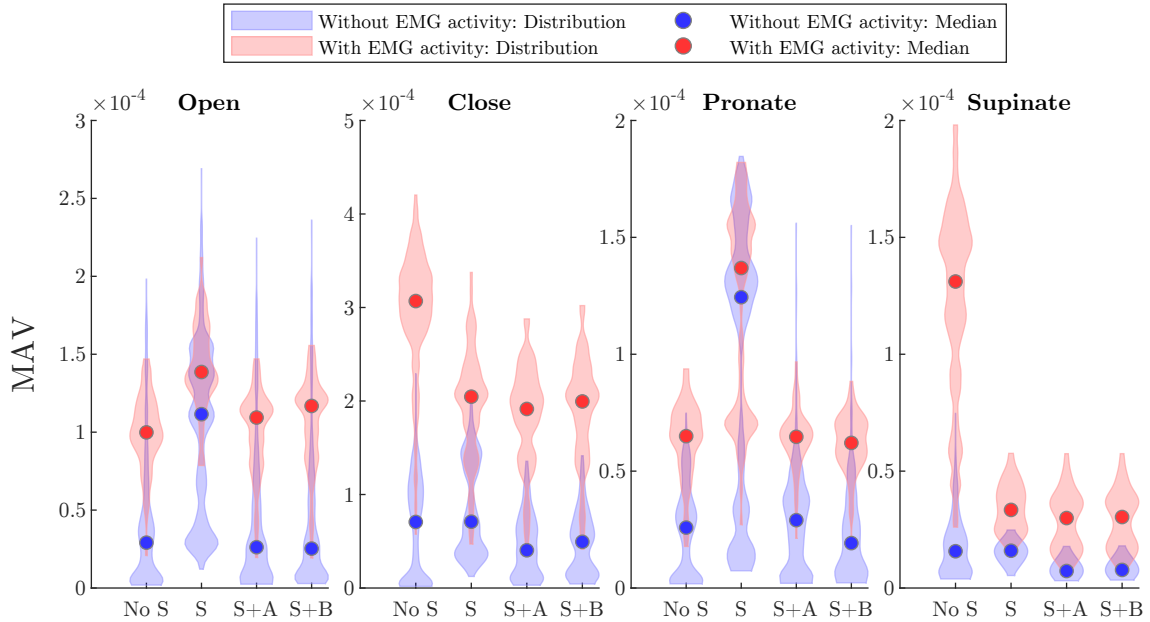 Without EMG activity: Distribution Without EMG activity: Median
With EMG activity: Distribution With EMG activity: Median
×10⁻⁴ Open ×10⁻⁴ Close ×10⁻⁴ Pronate ×10⁻⁴ Supinate
MAV
3
2.5
2
1.5
1
0.5
0
No S S S+A S+B
5
4
3
2
1
0
No S S S+A S+B
2
1.5
1
0.5
0
No S S S+A S+B
2
1.5
1
0.5
0
No S S S+A S+B